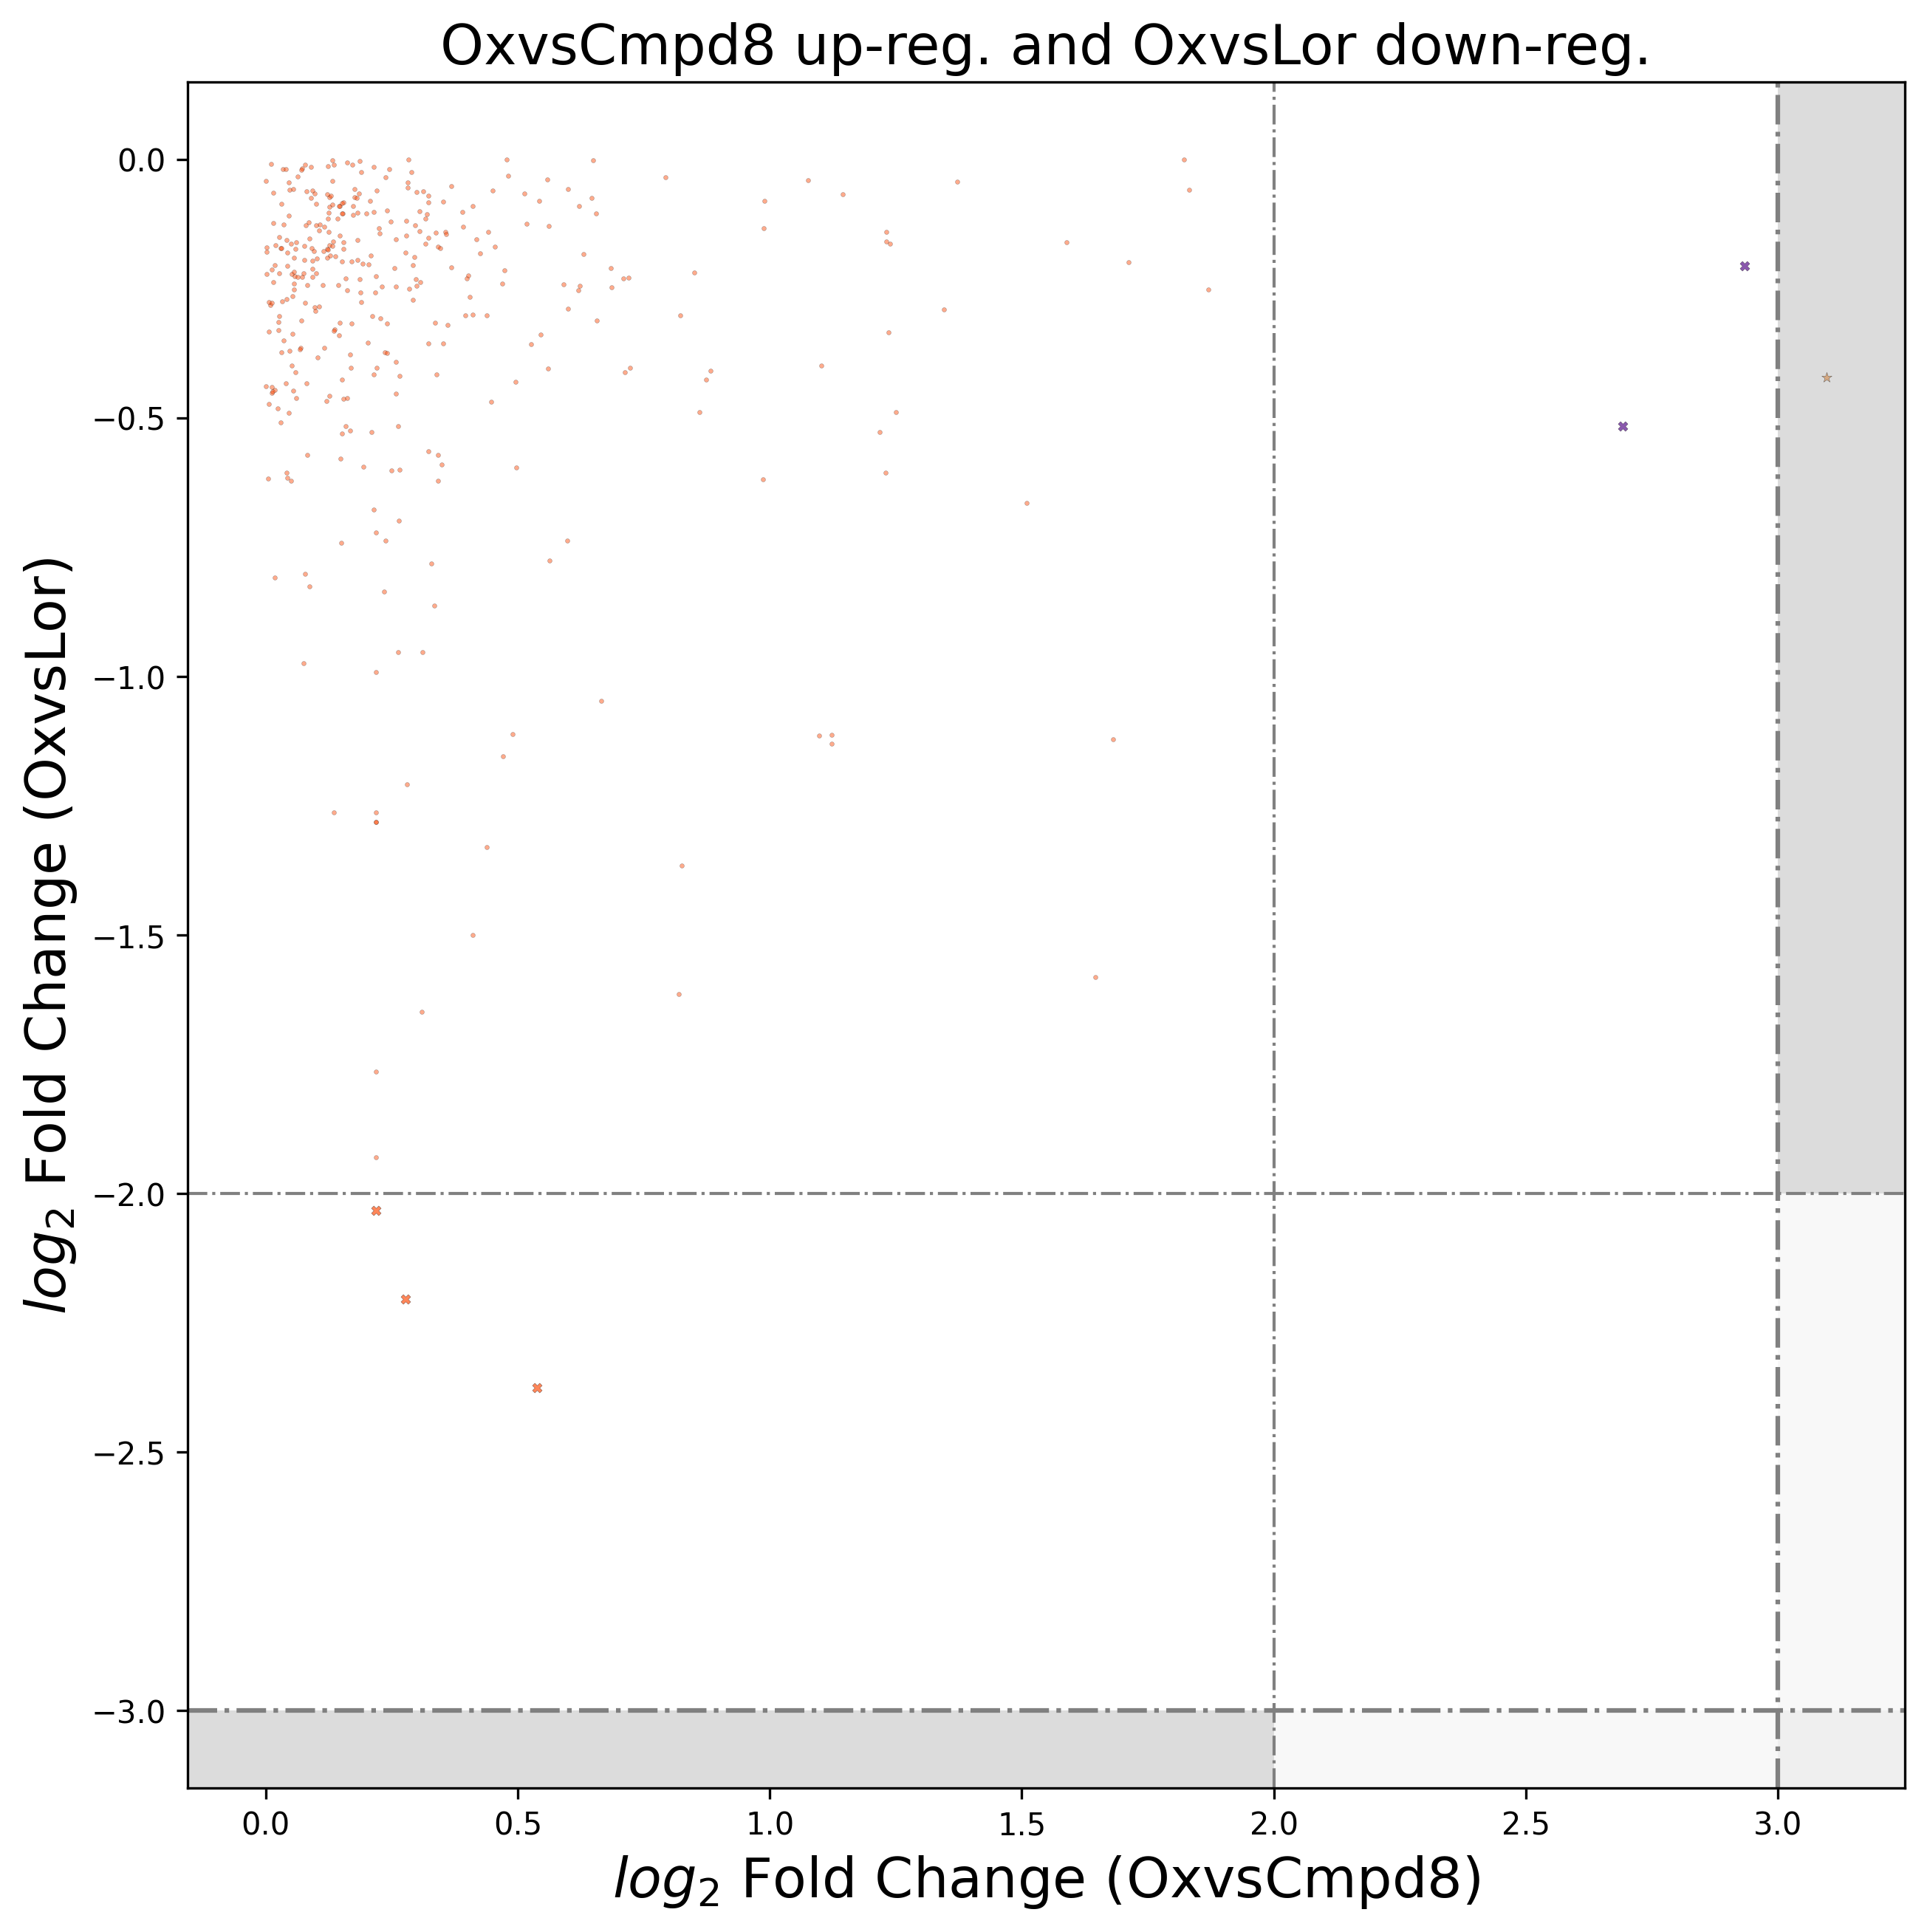 OxvsCmpd8 up-reg. and OxvsLor down-reg.
log₂ Fold Change (OxvsLor)
0.0
−0.5
−1.0
−1.5
−2.0
−2.5
−3.0
0.0 0.5 1.0 1.5 2.0 2.5 3.0
log₂ Fold Change (OxvsCmpd8)